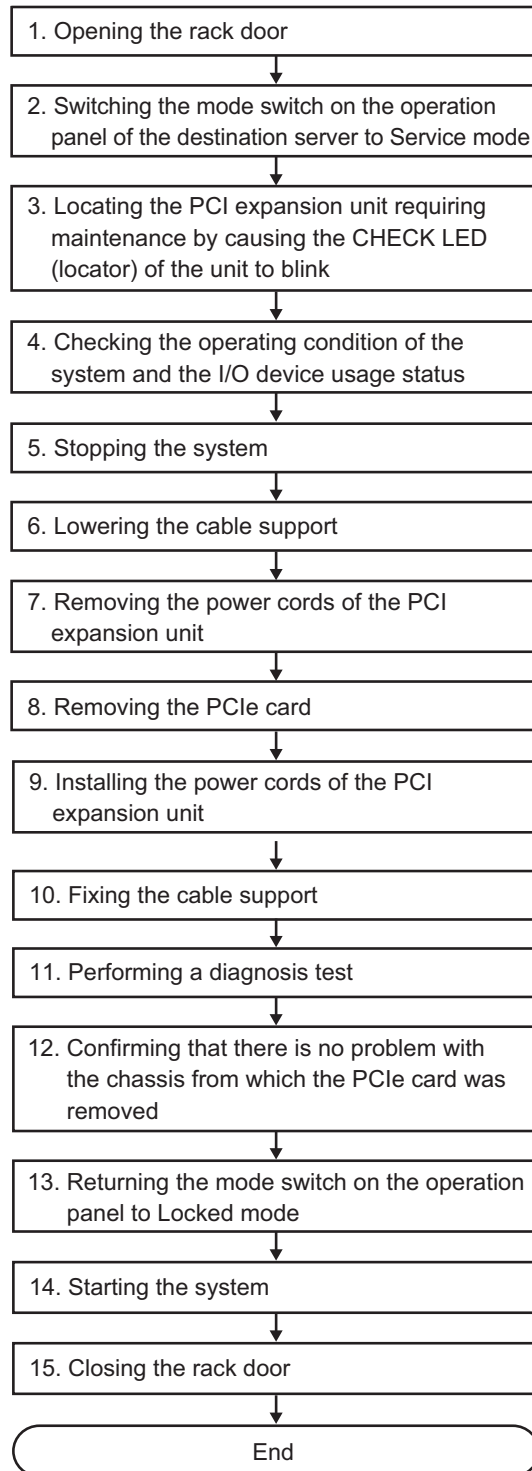 1. Opening the rack door
2. Switching the mode switch on the operation
panel of the destination server to Service mode
3. Locating the PCI expansion unit requiring
maintenance by causing the CHECK LED
(locator) of the unit to blink
4. Checking the operating condition of the
system and the I/O device usage status
5. Stopping the system
6. Lowering the cable support
7. Removing the power cords of the PCI
expansion unit
8. Removing the PCIe card
9. Installing the power cords of the PCI
expansion unit
10. Fixing the cable support
11. Performing a diagnosis test
12. Confirming that there is no problem with
the chassis from which the PCIe card was
removed
13. Returning the mode switch on the operation
panel to Locked mode
14. Starting the system
15. Closing the rack door
End